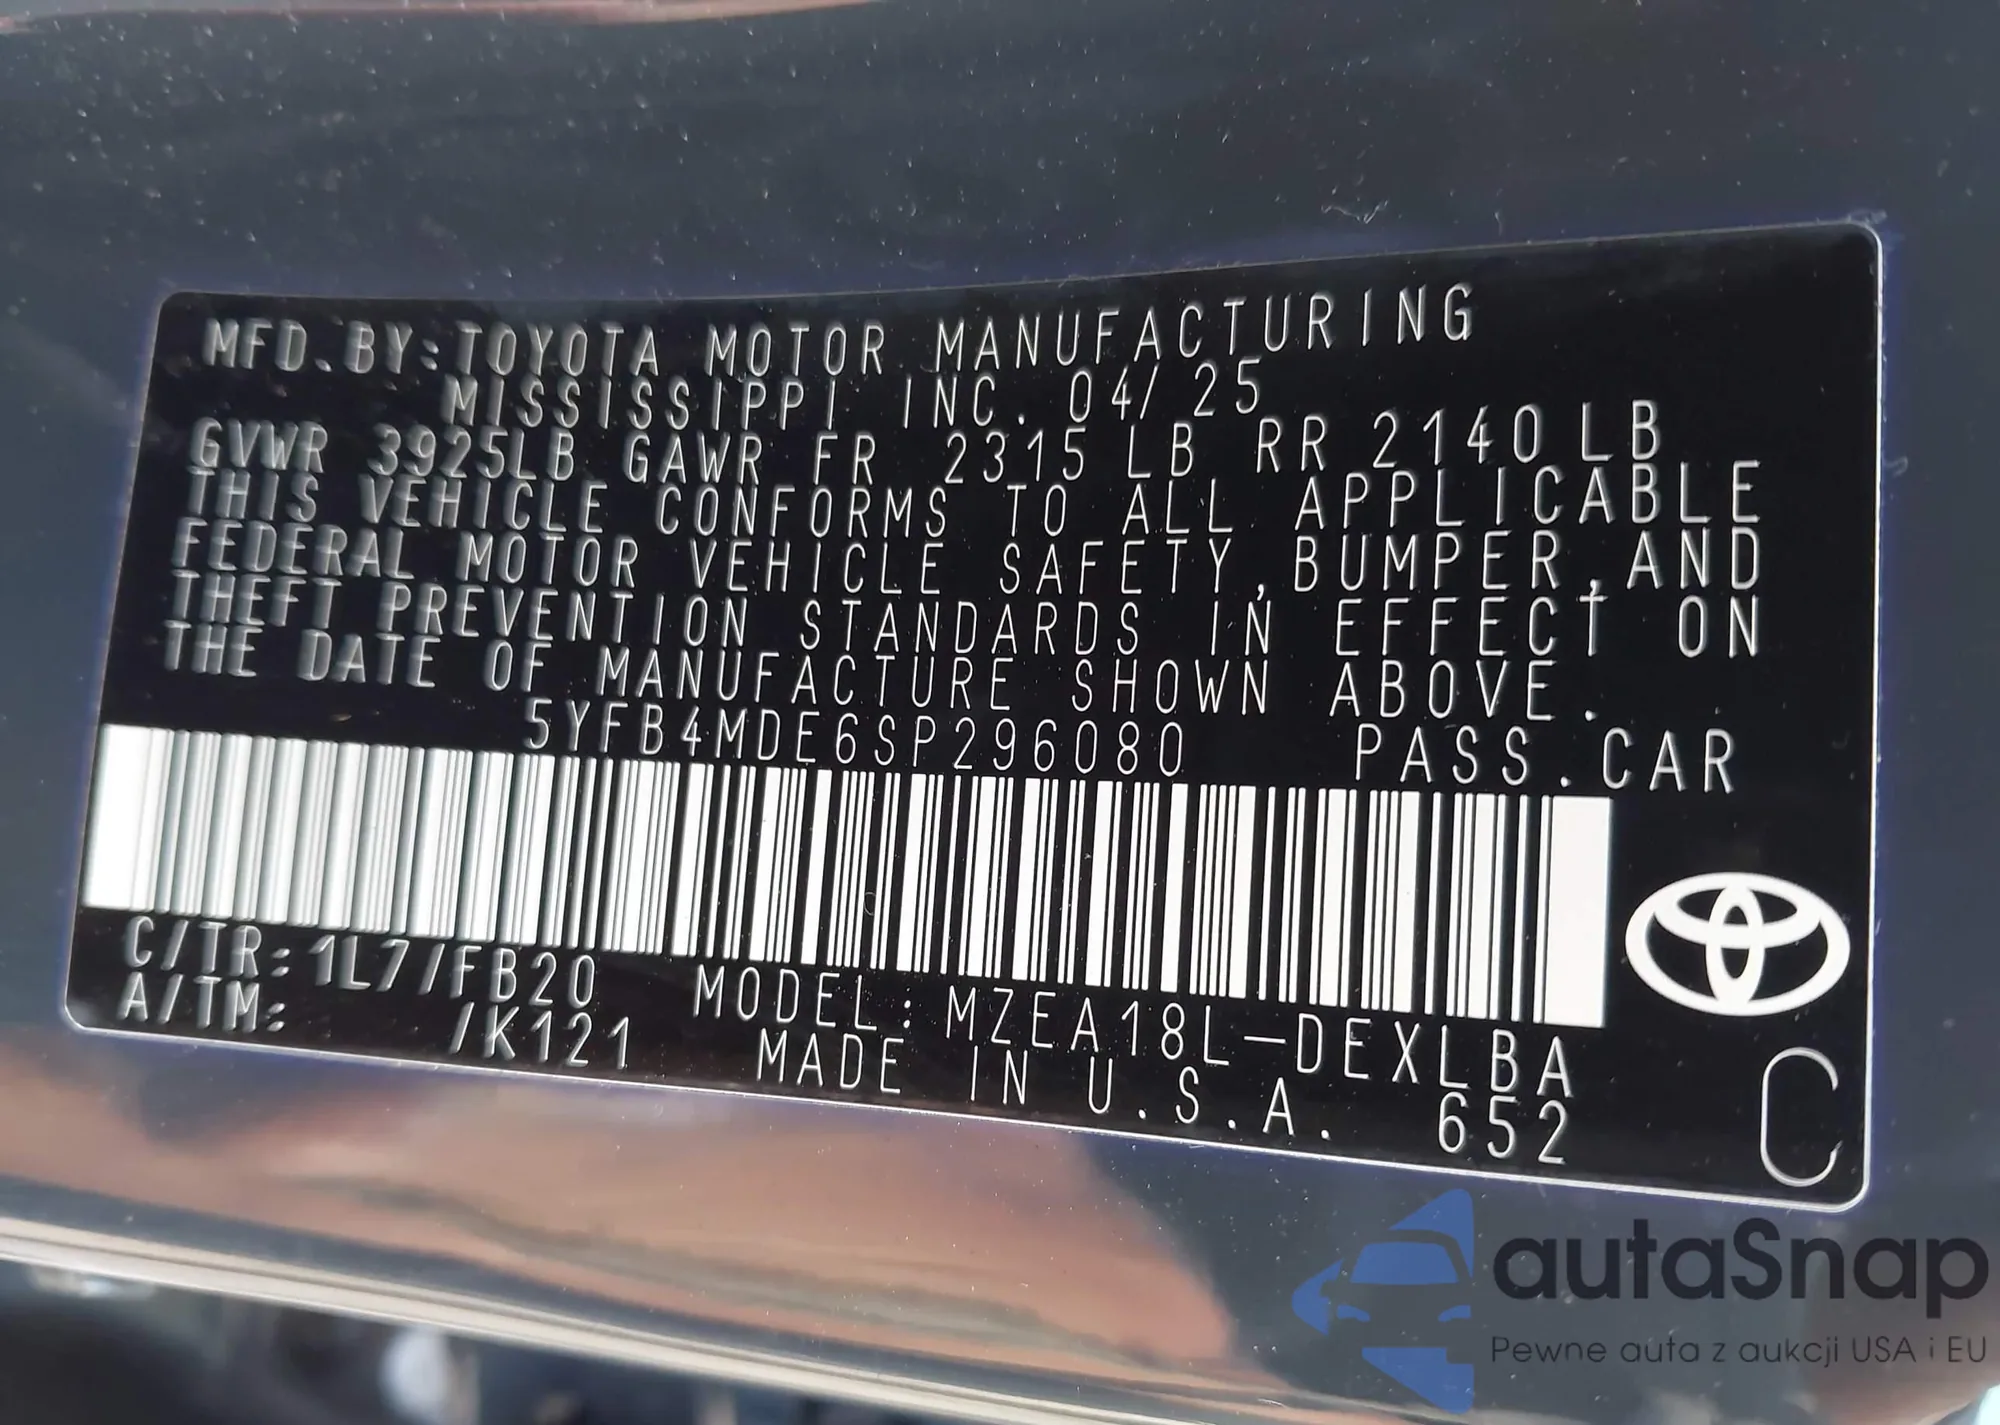 MFD.BY:TOYOTA MOTOR MANUFACTURING
MISSISSIPPI INC. 04/25
GVWR 3925LB GAWR FR 2315 LB RR 2140LB
THIS VEHICLE CONFORMS TO ALL APPLICABLE
FEDERAL MOTOR VEHICLE SAFETY,BUMPER,AND
THEFT PREVENTION STANDARDS IN EFFECT ON
THE DATE OF MANUFACTURE SHOWN ABOVE.
5YFB4MDE6SP296080 PASS.CAR
C/TR:1L7/FB20 MODEL:MZEA18L-DEXLBA
A/TM: /K121 MADE IN U.S.A. 652
C
autaSnap
Pewne auta z aukcji USA i EU